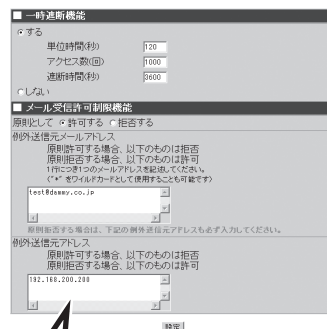 ■ 一時遮断機能
する
単位時間(秒) 120
アクセス数(回) 1000
遮断時間(秒) 3600
しない
■ メール受信許可制限機能
原則として 許可する 拒否する
例外送信元メールアドレス
原則許可する場合、以下のものは拒否
原則拒否する場合、以下のものは許可
1行につき1つのメールアドレスを記述してください。
("*" をワイルドカードとして使用することも可能です)
test@dammy.co.jp
原則拒否する場合は、下記の例外送信元アドレスも必ず入力してください。
例外送信元アドレス
原則許可する場合、以下のものは拒否
原則拒否する場合、以下のものは許可
192.168.200.200
設定